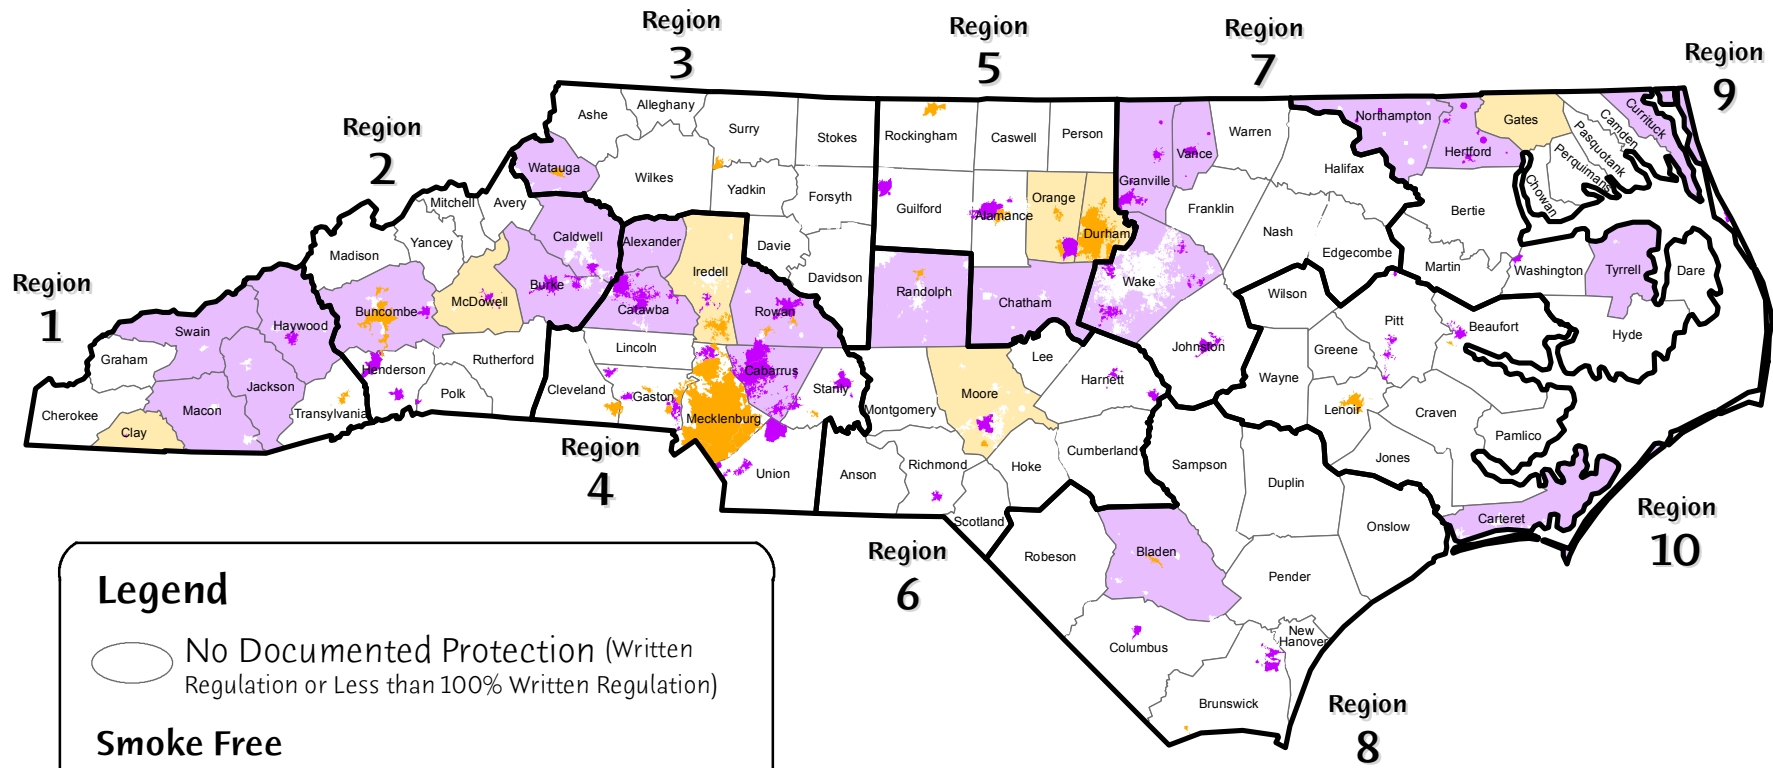 Region
3
Region
5
Region
7
Region
9
Region
2
Region
1
Ashe
Alleghany
Surry
Stokes
Rockingham
Caswell
Person
Warren
Northampton
Gates
Currituck
Camden
Pasquotank
Perquimans
Chowan
Watauga
Wilkes
Yadkin
Forsyth
Guilford
Alamance
Orange
Durham
Granville
Vance
Franklin
Halifax
Hertford
Bertie
Mitchell
Avery
Yancey
Madison
Caldwell
Alexander
Iredell
Davie
Davidson
Randolph
Chatham
Wake
Nash
Edgecombe
Martin
Washington
Tyrrell
Dare
Buncombe
McDowell
Burke
Catawba
Rowan
Swain
Haywood
Graham
Jackson
Macon
Cherokee
Clay
Transylvania
Henderson
Polk
Rutherford
Cleveland
Lincoln
Gaston
Mecklenburg
Cabarrus
Stanly
Union
Montgomery
Moore
Lee
Harnett
Johnston
Wilson
Wayne
Greene
Pitt
Beaufort
Hyde
Lenoir
Craven
Pamlico
Jones
Carteret
Anson
Richmond
Hoke
Cumberland
Scotland
Sampson
Duplin
Onslow
Robeson
Bladen
Pender
Columbus
New
Hanover
Brunswick
Region
4
Region
6
Region
8
Region
10
Legend
No Documented Protection (Written
Regulation or Less than 100% Written Regulation)
Smoke Free